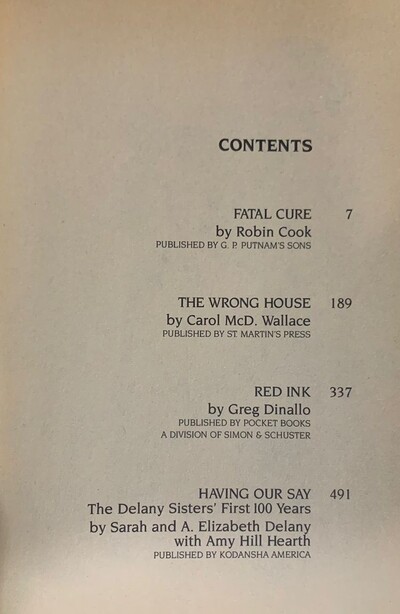 CONTENTS
FATAL CURE 7
by Robin Cook
PUBLISHED BY G. P. PUTNAM'S SONS
THE WRONG HOUSE 189
by Carol McD. Wallace
PUBLISHED BY ST. MARTIN'S PRESS
RED INK 337
by Greg Dinallo
PUBLISHED BY POCKET BOOKS
A DIVISION OF SIMON & SCHUSTER
HAVING OUR SAY 491
The Delany Sisters' First 100 Years
by Sarah and A. Elizabeth Delany
with Amy Hill Hearth
PUBLISHED BY KODANSHA AMERICA